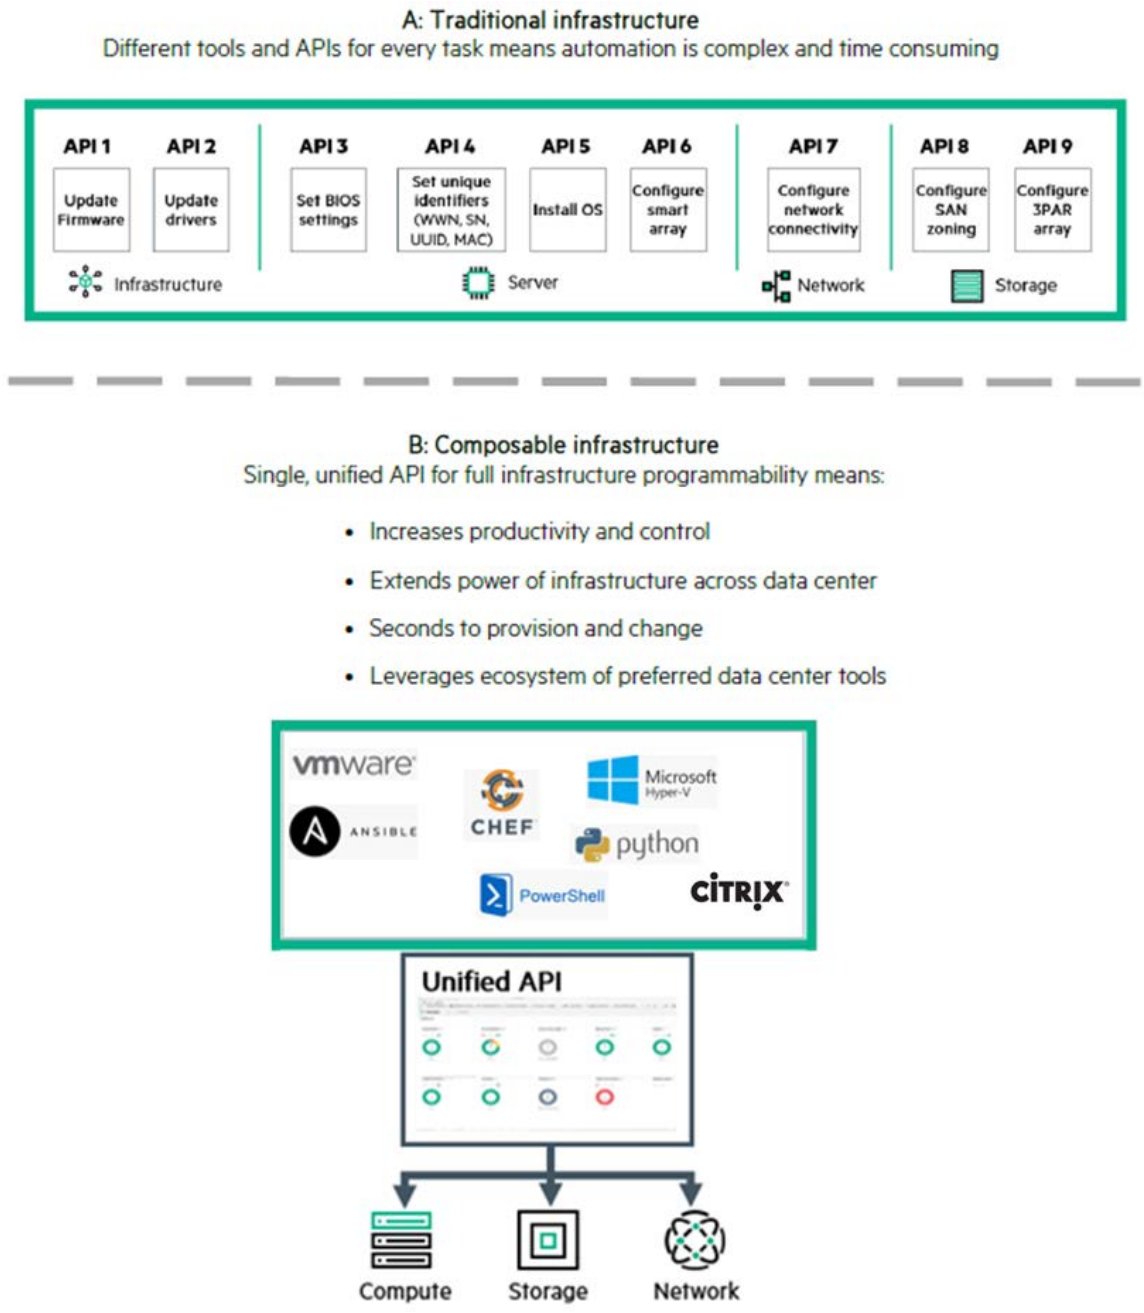 A: Traditional infrastructure
Different tools and APIs for every task means automation is complex and time consuming
API 1
Update
Firmware
API 2
Update
drivers
Infrastructure
API 3
Set BIOS
settings
API 4
Set unique
identifiers
(WWN, SN,
UUID, MAC)
API 5
Install OS
API 6
Configure
smart
array
Server
API 7
Configure
network
connectivity
Network
API 8
Configure
SAN
zoning
API 9
Configure
3PAR
array
Storage
B: Composable infrastructure
Single, unified API for full infrastructure programmability means:
• Increases productivity and control
• Extends power of infrastructure across data center
• Seconds to provision and change
• Leverages ecosystem of preferred data center tools
vmware
CHEF
Microsoft
Hyper-V
ANSIBLE
python
PowerShell
CİTRIX
Unified API
Compute
Storage
Network